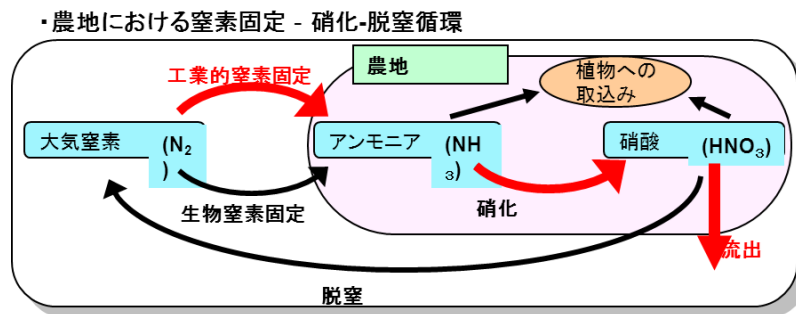 ・農地における窒素固定 - 硝化-脱窒循環
工業的窒素固定
農地
植物への
取込み
大気窒素
(N₂
)
アンモニア
(NH
₃)
硝酸
(HNO₃)
生物窒素固定
硝化
流出
脱窒